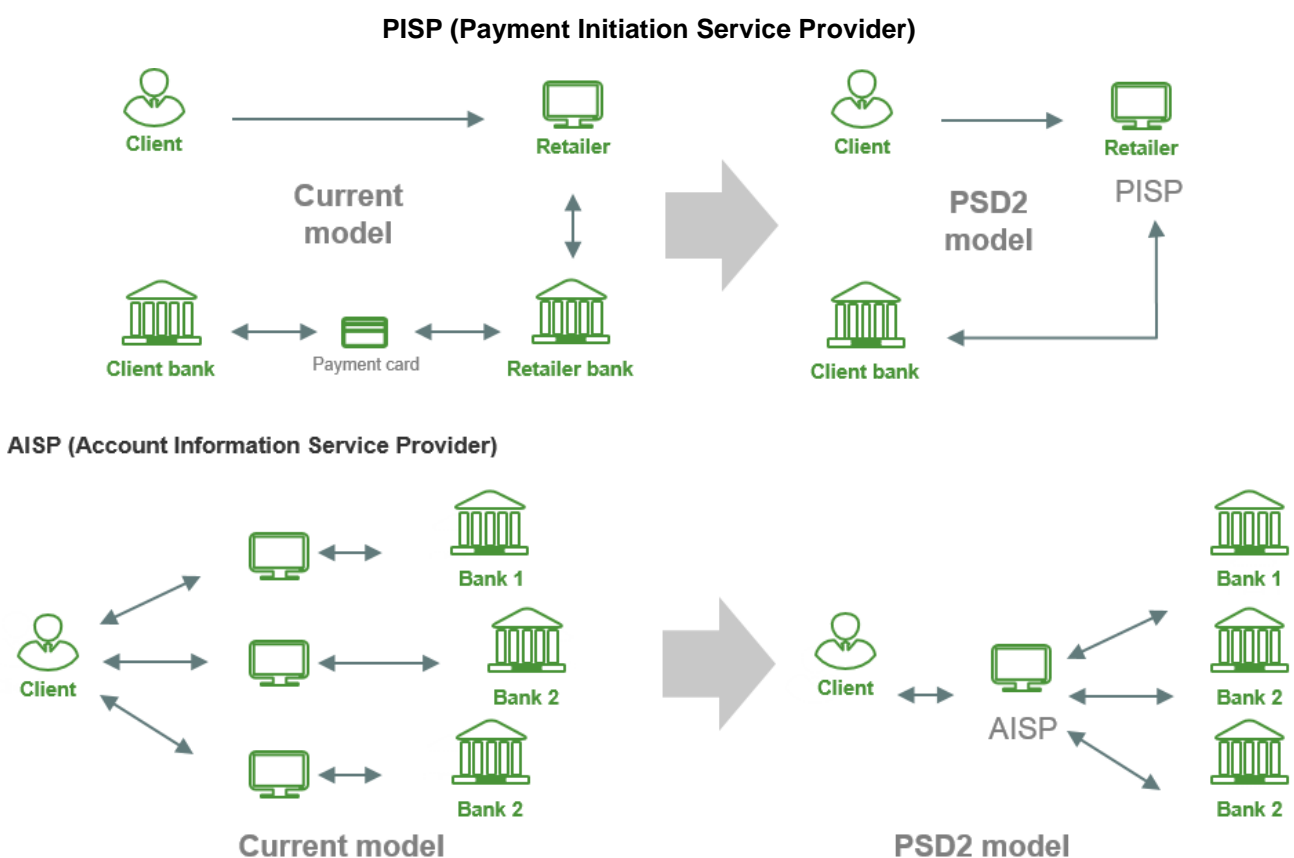 PISP (Payment Initiation Service Provider)
Client
Retailer
Client
Retailer
Current
model
PSD2
model
PISP
Client bank
Payment card
Retailer bank
Client bank
AISP (Account Information Service Provider)
Bank 1
Bank 1
Client
Bank 2
Client
AISP
Bank 2
Bank 2
Bank 2
Current model
PSD2 model